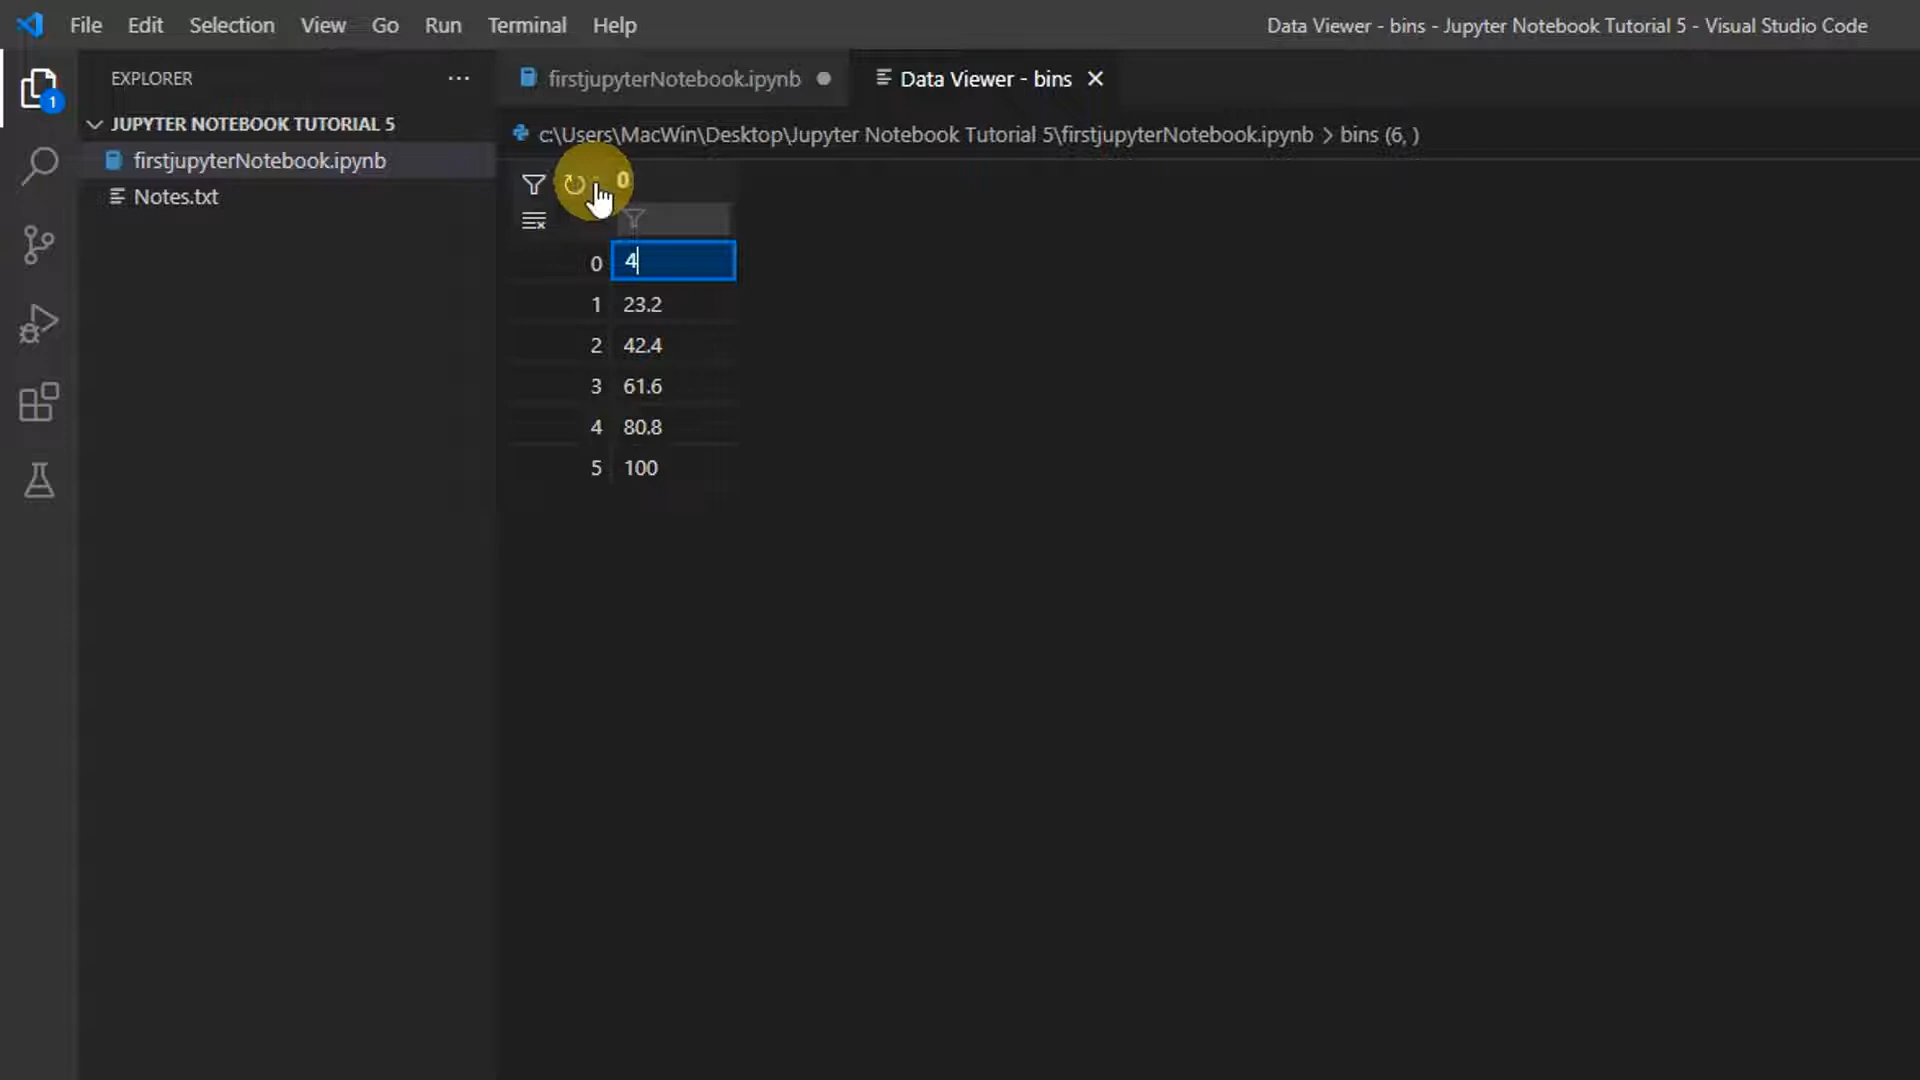 File Edit Selection View Go Run Terminal Help
Data Viewer - bins - Jupyter Notebook Tutorial 5 - Visual Studio Code
EXPLORER
1
JUPYTER NOTEBOOK TUTORIAL 5
firstjupyterNotebook.ipynb
Notes.txt
firstjupyterNotebook.ipynb
Data Viewer - bins
c:\Users\MacWin\Desktop\Jupyter Notebook Tutorial 5\firstjupyterNotebook.ipynb > bins (6, )
0
0 4
1 23.2
2 42.4
3 61.6
4 80.8
5 100